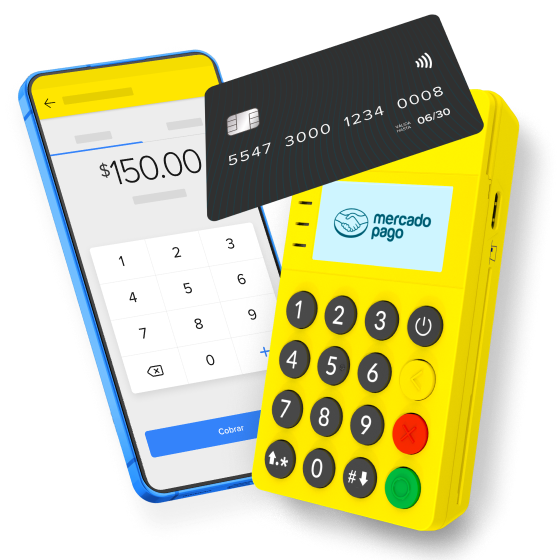 $150.00
1 2 3
4 5 6
7 8 9
0 +
Cobrar
5547 3000 1234 0008
VÁLIDA
HASTA 06/30
mercado
pago
1 2 3
4 5 6
7 8 9
.* 0 #